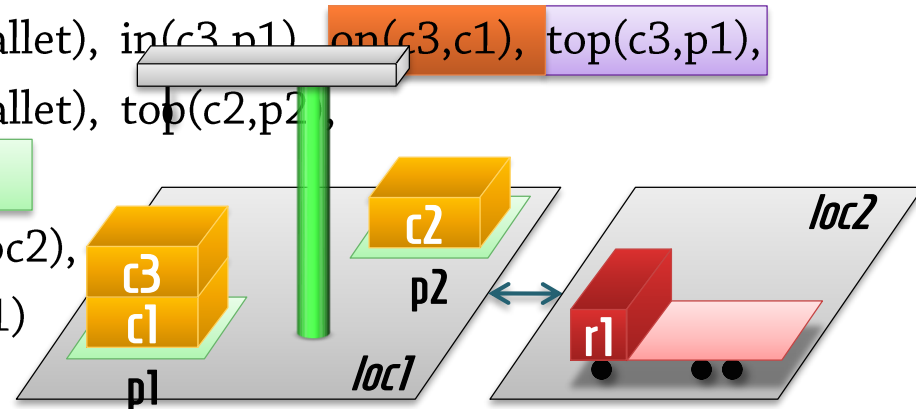 allet), in(c3,p1), on(c3,c1), top(c3,p1),
allet), top(c2,p2),
oc2),
1)
loc2
c2
c3
p2
c1
r1
loc1
p1